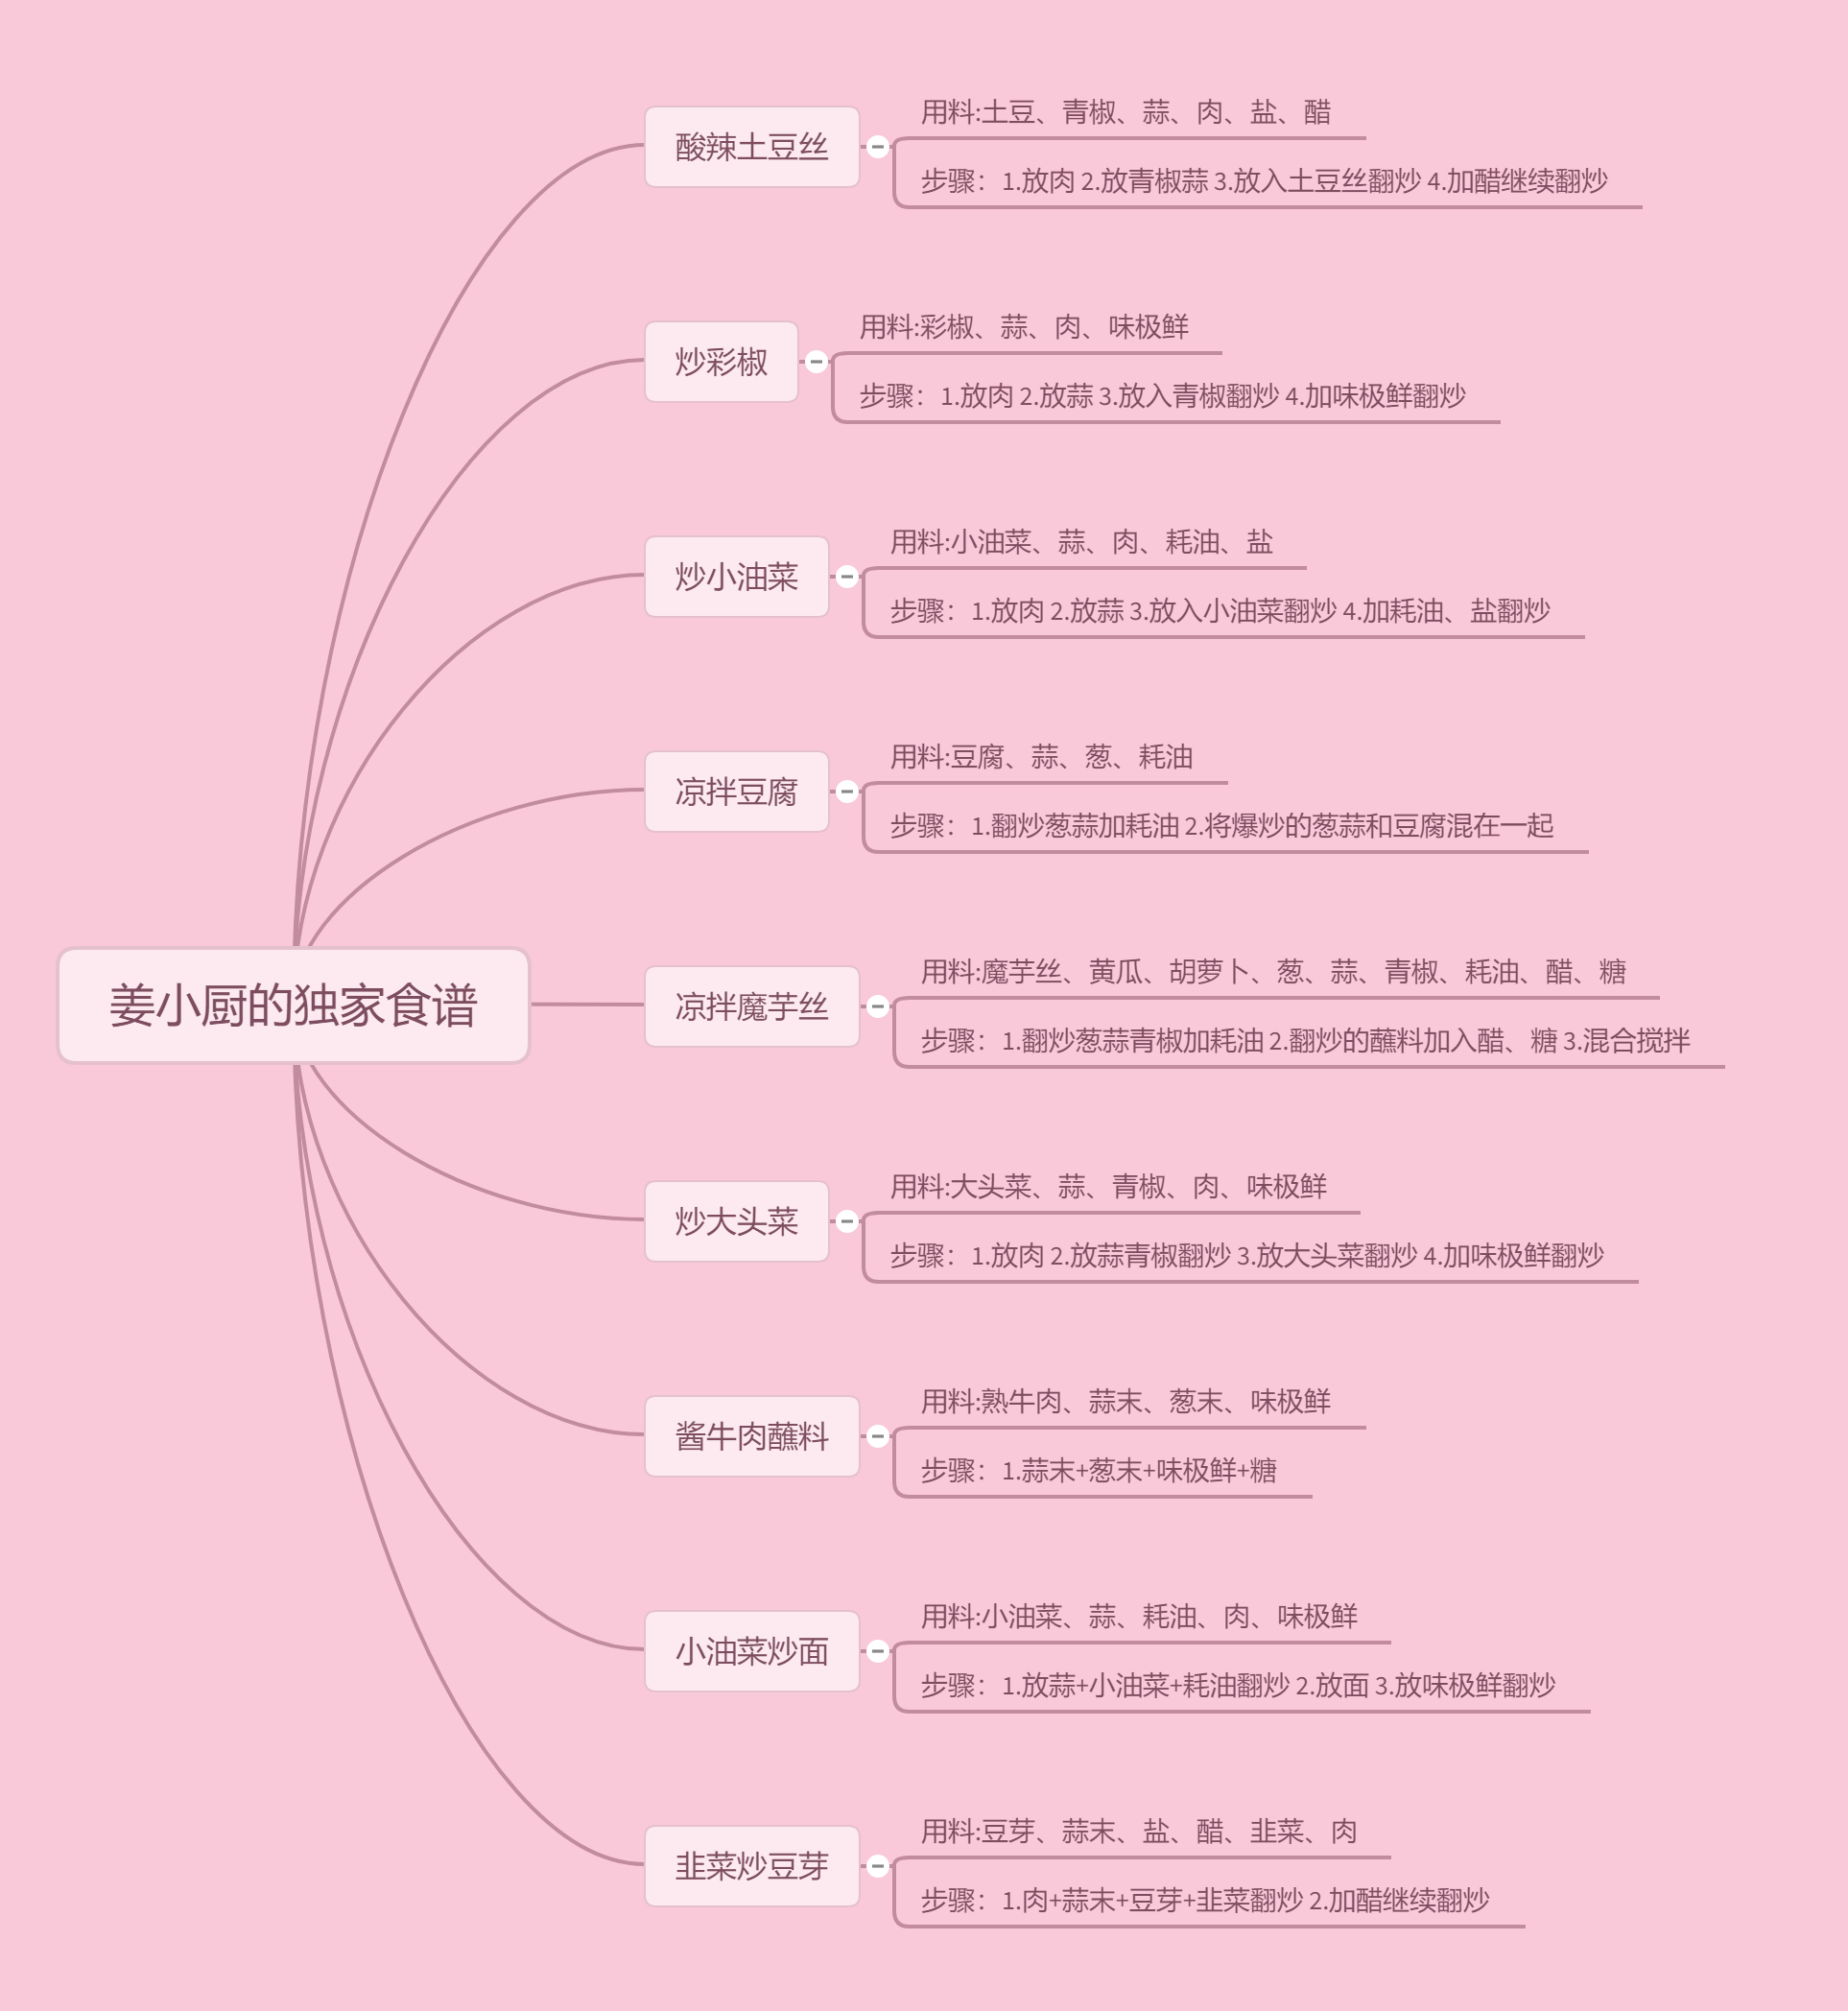 酸辣土豆丝
用料:土豆、青椒、蒜、肉、盐、醋
步骤：1.放肉 2.放青椒蒜 3.放入土豆丝翻炒 4.加醋继续翻炒
炒彩椒
用料:彩椒、蒜、肉、味极鲜
步骤：1.放肉 2.放蒜 3.放入青椒翻炒 4.加味极鲜翻炒
炒小油菜
用料:小油菜、蒜、肉、耗油、盐
步骤：1.放肉 2.放蒜 3.放入小油菜翻炒 4.加耗油、盐翻炒
凉拌豆腐
用料:豆腐、蒜、葱、耗油
步骤：1.翻炒葱蒜加耗油 2.将爆炒的葱蒜和豆腐混在一起
姜小厨的独家食谱
凉拌魔芋丝
用料:魔芋丝、黄瓜、胡萝卜、葱、蒜、青椒、耗油、醋、糖
步骤：1.翻炒葱蒜青椒加耗油 2.翻炒的蘸料加入醋、糖 3.混合搅拌
炒大头菜
用料:大头菜、蒜、青椒、肉、味极鲜
步骤：1.放肉 2.放蒜青椒翻炒 3.放大头菜翻炒 4.加味极鲜翻炒
酱牛肉蘸料
用料:熟牛肉、蒜末、葱末、味极鲜
步骤：1.蒜末+葱末+味极鲜+糖
小油菜炒面
用料:小油菜、蒜、耗油、肉、味极鲜
步骤：1.放蒜+小油菜+耗油翻炒 2.放面 3.放味极鲜翻炒
韭菜炒豆芽
用料:豆芽、蒜末、盐、醋、韭菜、肉
步骤：1.肉+蒜末+豆芽+韭菜翻炒 2.加醋继续翻炒